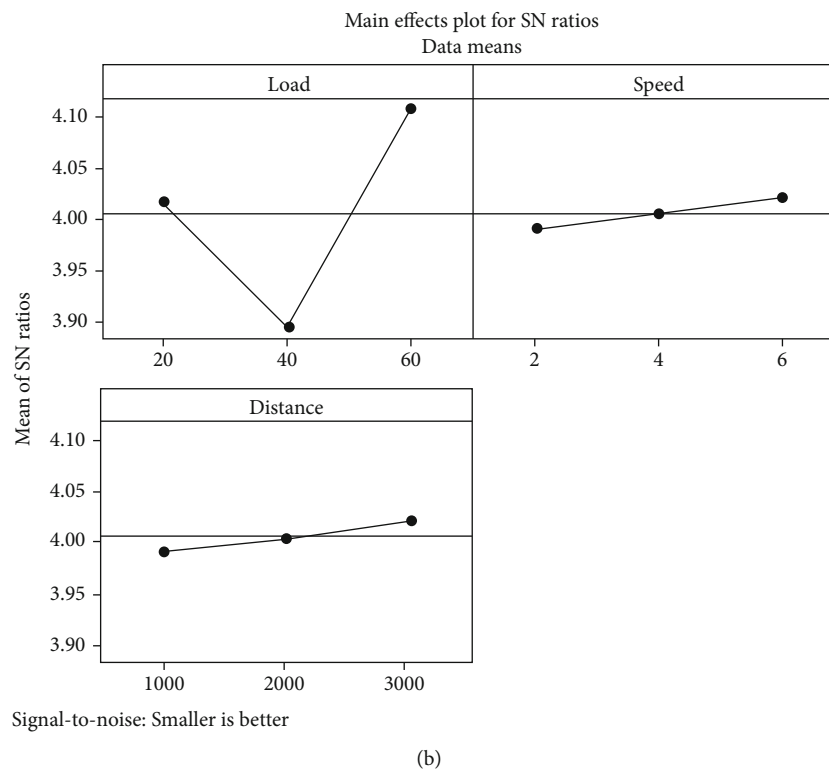 Main effects plot for SN ratios
Data means
Load
Speed
4.10
4.05
4.00
3.95
3.90
20
40
60
2
4
6
Mean of SN ratios
Distance
4.10
4.05
4.00
3.95
3.90
1000
2000
3000
Signal-to-noise: Smaller is better
(b)